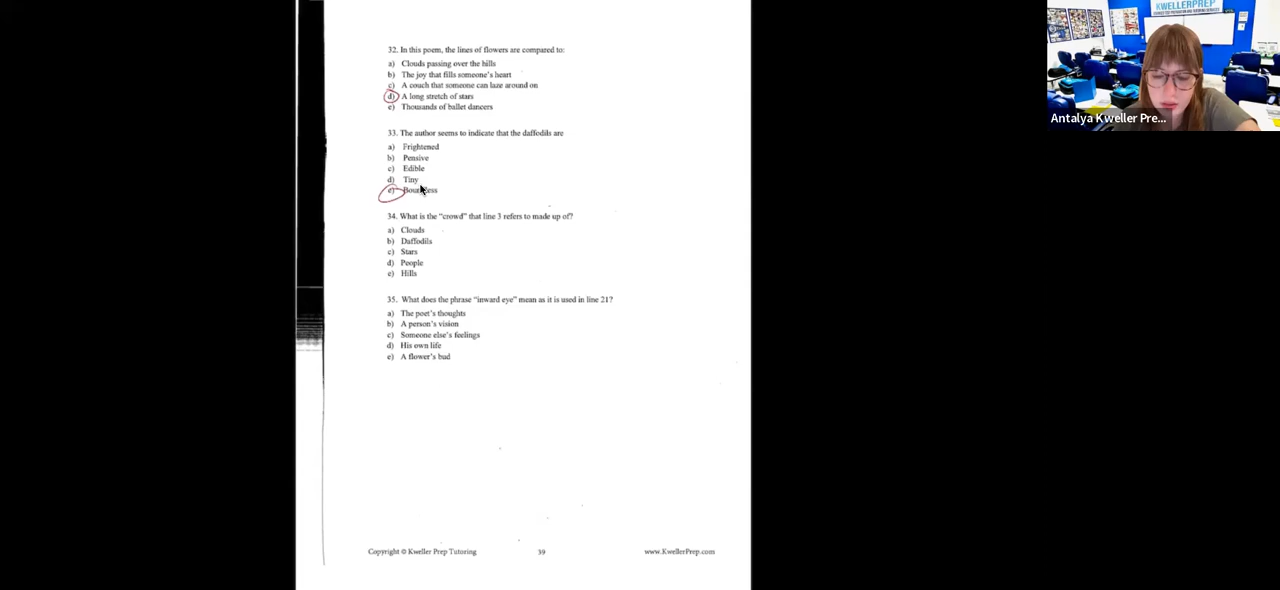 32. In this poem, the lines of flowers are compared to:
a) Clouds passing over the hills
b) The joy that fills someone's heart
c) A couch that someone can laze around on
d) A long stretch of stars
e) Thousands of ballet dancers
33. The author seems to indicate that the daffodils are
a) Frightened
b) Pensive
c) Edible
d) Tiny
e)
34. What is the "crowd" that line 3 refers to made up of?
a) Clouds
b) Daffodils
c) Stars
d) People
e) Hills
35. What does the phrase "inward eye" mean as it is used in line 21?
a) The poet's thoughts
b) A person's vision
c) Someone else's feelings
d) His own life
e) A flower's bud
Copyright © Kweller Prep Tutoring 39 www.KwellerPrep.com
KWELLERPREP
Antalya Kweller Pre...